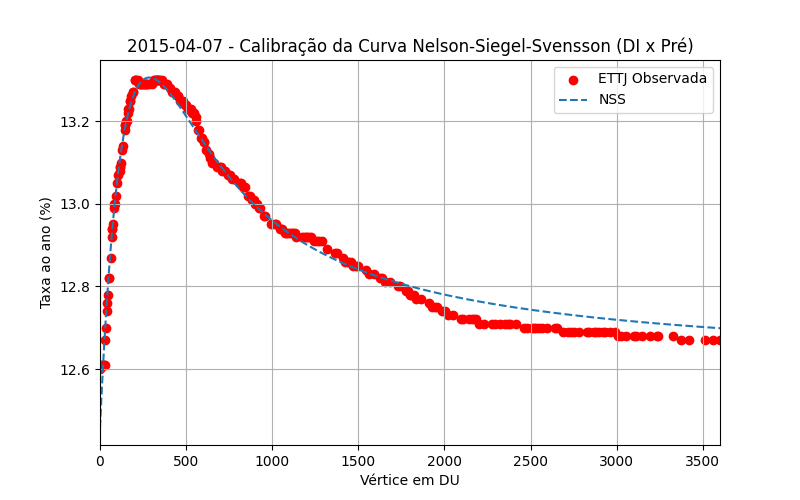 2015-04-07 - Calibração da Curva Nelson-Siegel-Svensson (DI x Pré)
ETTJ Observada
NSS
Taxa ao ano (%)
13.2
13.0
12.8
12.6
0 500 1000 1500 2000 2500 3000 3500
Vértice em DU